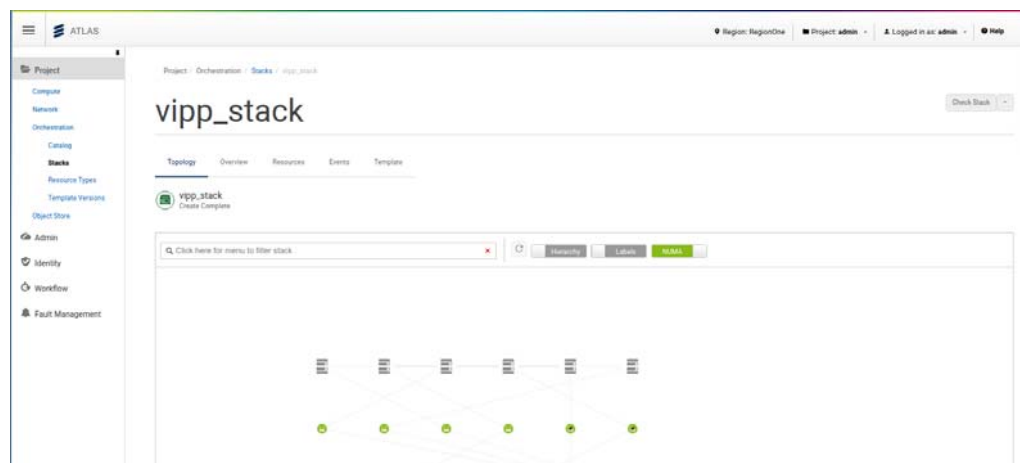 ATLAS
Region: RegionOne
Project: admin
Logged in as: admin
Help
Project
Compute
Network
Orchestration
Catalog
Stacks
Resource Types
Template Versions
Object Store
Admin
Identity
Workflow
Fault Management
Project / Orchestration / Stacks / vipp_stack
vipp_stack
Check Stack
Topology Overview Resources Events Template
vipp_stack
Create Complete
Click here for menu to filter stack
Hierarchy Labels NUMA